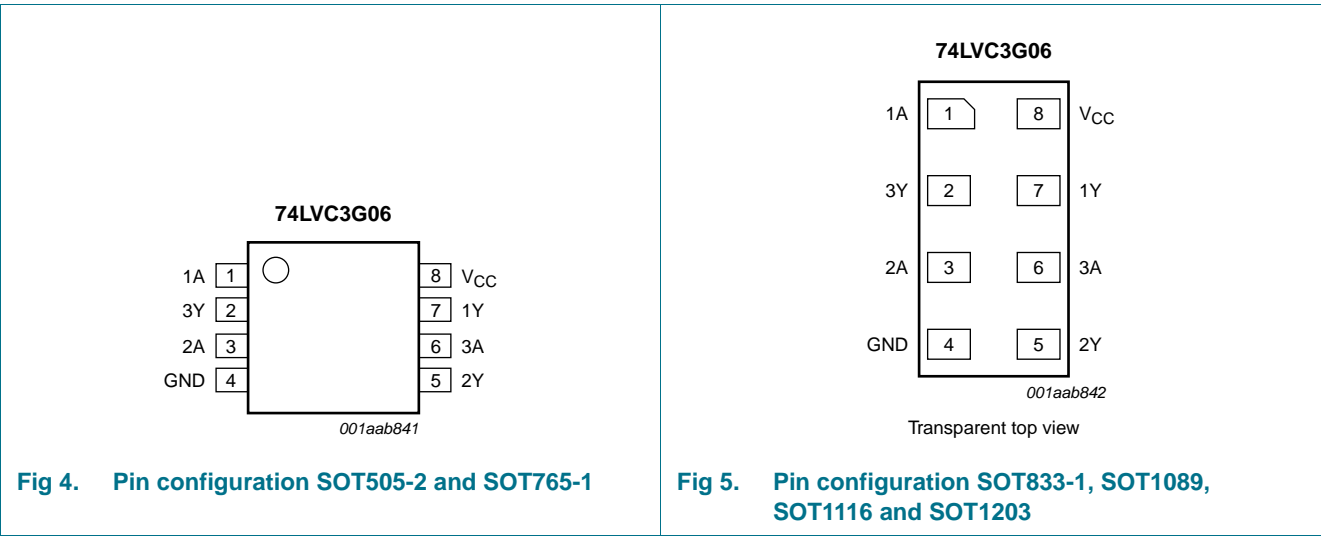 74LVC3G06
1A 1 8 VCC
3Y 2 7 1Y
2A 3 6 3A
GND 4 5 2Y
001aab841
Fig 4. Pin configuration SOT505-2 and SOT765-1
74LVC3G06
1A 1 8 VCC
3Y 2 7 1Y
2A 3 6 3A
GND 4 5 2Y
001aab842
Transparent top view
Fig 5. Pin configuration SOT833-1, SOT1089,
SOT1116 and SOT1203